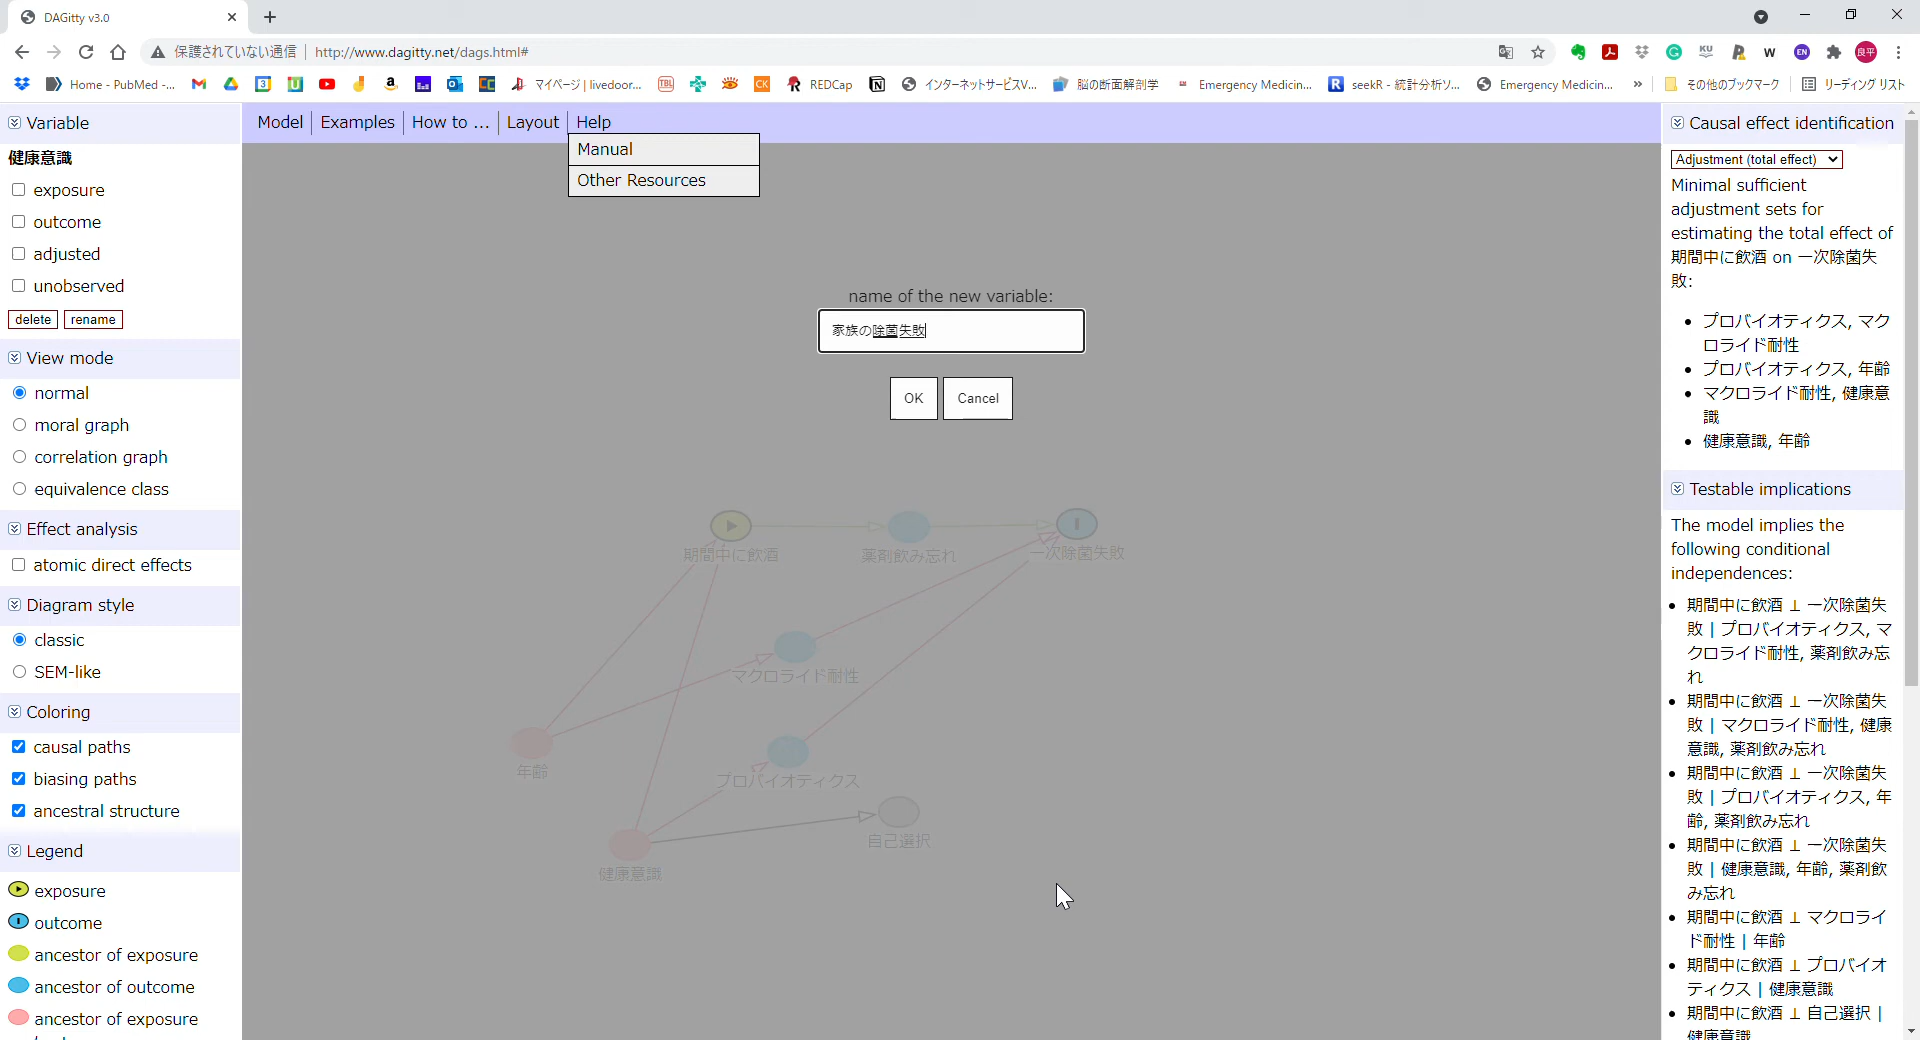 DAGitty v3.0
保護されていない通信 http://www.dagitty.net/dags.html#
Home - PubMed -...
マイページ | livedoor...
REDCap
インターネットサービスV...
脳の断面解剖学
Emergency Medicin...
seekR - 統計分析ソ...
Emergency Medicin...
その他のブックマーク
リーディング リスト
Variable
健康意識
exposure
outcome
adjusted
unobserved
delete rename
View mode
normal
moral graph
correlation graph
equivalence class
Effect analysis
atomic direct effects
Diagram style
classic
SEM-like
Coloring
causal paths
biasing paths
ancestral structure
Legend
exposure
outcome
ancestor of exposure
ancestor of outcome
ancestor of exposure
Model Examples How to ... Layout Help
Manual
Other Resources
name of the new variable:
家族の除菌失敗
OK Cancel
期間中に飲酒 薬剤飲み忘れ 一次除菌失敗
マクロライド耐性
年齢
プロバイオティクス
自己選択
健康意識
Causal effect identification
Adjustment (total effect)
Minimal sufficient
adjustment sets for
estimating the total effect of
期間中に飲酒 on 一次除菌失
敗:
プロバイオティクス, マク
ロライド耐性
プロバイオティクス, 年齢
マクロライド耐性, 健康意
識
健康意識, 年齢
Testable implications
The model implies the
following conditional
independences:
期間中に飲酒 ⊥ 一次除菌失
敗 | プロバイオティクス, マ
クロライド耐性, 薬剤飲み忘
れ
期間中に飲酒 ⊥ 一次除菌失
敗 | マクロライド耐性, 健康
意識, 薬剤飲み忘れ
期間中に飲酒 ⊥ 一次除菌失
敗 | プロバイオティクス, 年
齢, 薬剤飲み忘れ
期間中に飲酒 ⊥ 一次除菌失
敗 | 健康意識, 年齢, 薬剤飲
み忘れ
期間中に飲酒 ⊥ マクロライ
ド耐性 | 年齢
期間中に飲酒 ⊥ プロバイオ
ティクス | 健康意識
期間中に飲酒 ⊥ 自己選択 |
健康意識